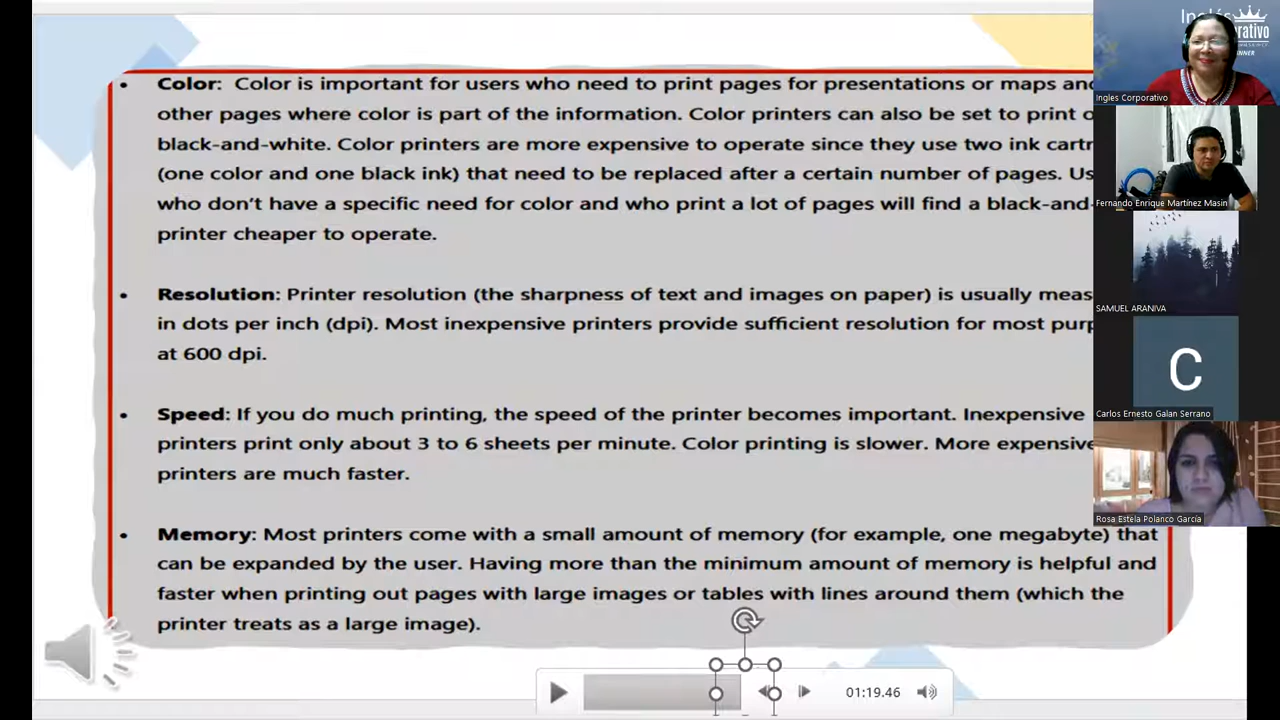 Color: Color is important for users who need to print pages for presentations or maps and
other pages where color is part of the information. Color printers can also be set to print
black-and-white. Color printers are more expensive to operate since they use two ink
(one color and one black ink) that need to be replaced after a certain number of pages.
who don't have a specific need for color and who print a lot of pages will find a black-and-
printer cheaper to operate.
Resolution: Printer resolution (the sharpness of text and images on paper) is usually
in dots per inch (dpi). Most inexpensive printers provide sufficient resolution for most
at 600 dpi.
Speed: If you do much printing, the speed of the printer becomes important. Inexpensive
printers print only about 3 to 6 sheets per minute. Color printing is slower. More expensive
printers are much faster.
Memory: Most printers come with a small amount of memory (for example, one megabyte) that
can be expanded by the user. Having more than the minimum amount of memory is helpful and
faster when printing out pages with large images or tables with lines around them (which the
printer treats as a large image).
01:19.46
Ingles Corporativo
Fernando Enrique Martínez Masin
SAMUEL ARANIVA
C
Carlos Ernesto Galan Serrano
Rosa Estela Polanco García